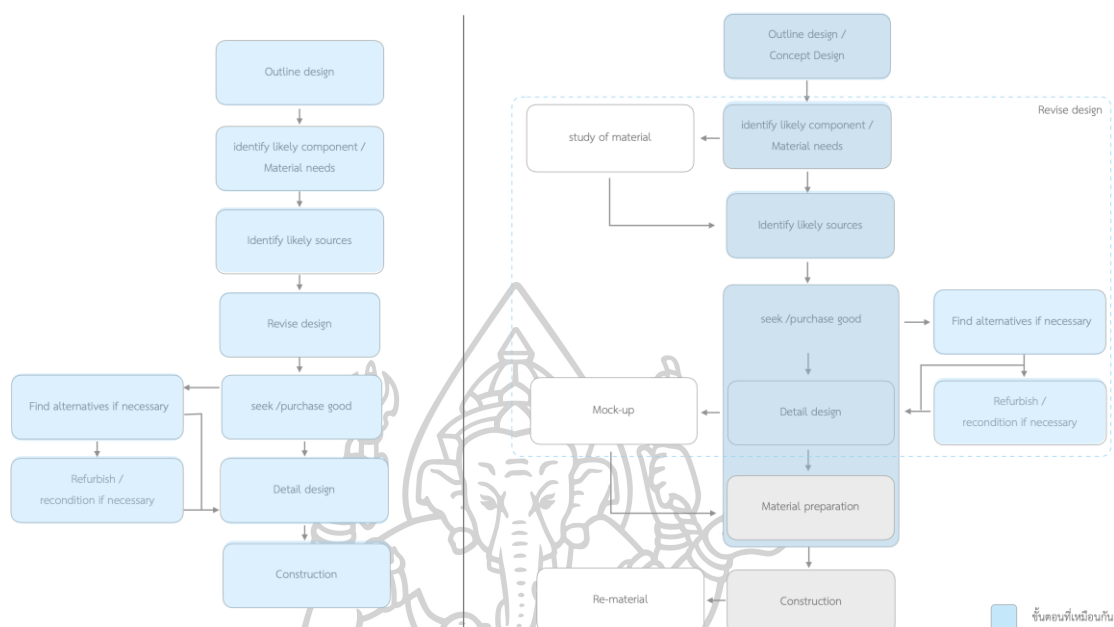 Outline design
identify likely component /
Material needs
Identify likely sources
Revise design
Find alternatives if necessary
seek /purchase good
Refurbish /
recondition if necessary
Detail design
Construction
Outline design /
Concept Design
Revise design
study of material
identify likely component /
Material needs
Identify likely sources
seek /purchase good
Find alternatives if necessary
Mock-up
Detail design
Refurbish /
recondition if necessary
Material preparation
Re-material
Construction
ขั้นตอนที่เหมือนกัน